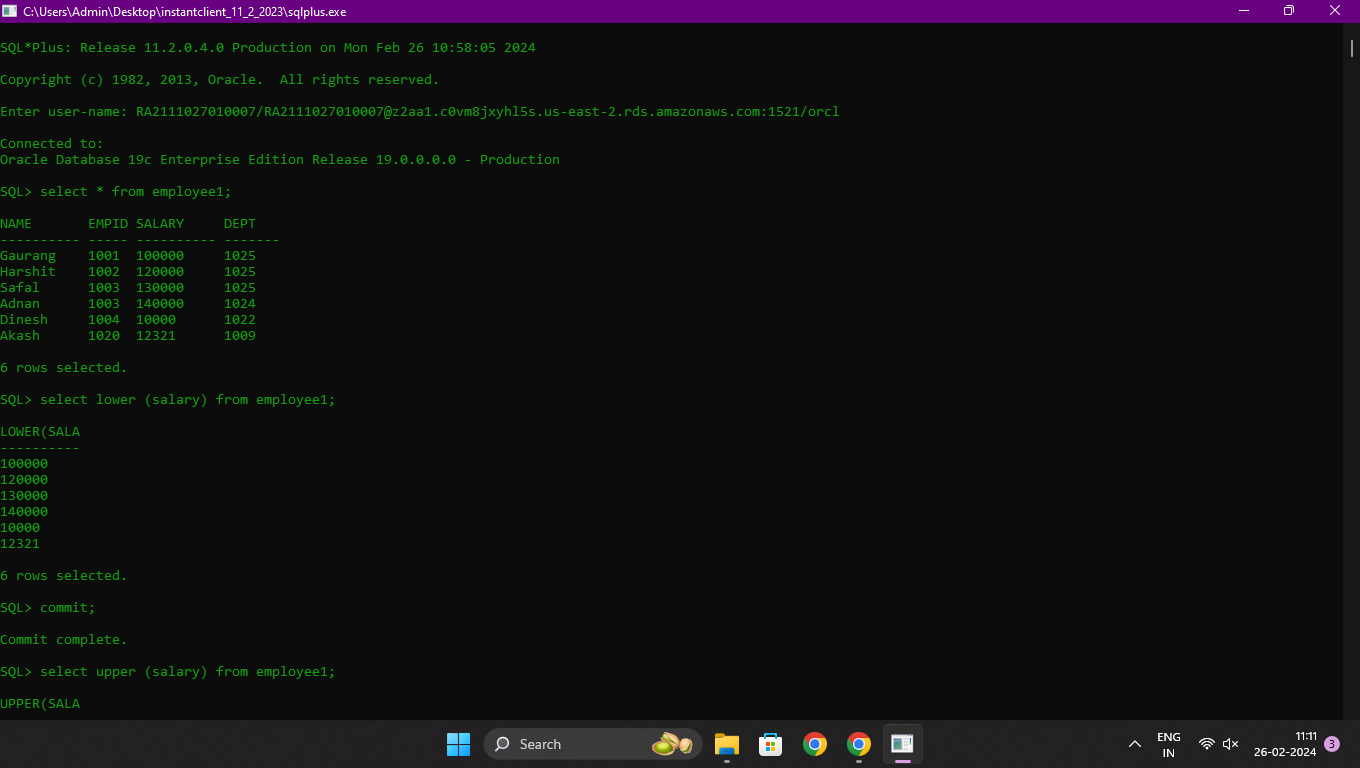 C:\Users\Admin\Desktop\instantclient_11_2_2023\sqlplus.exe
SQL*Plus: Release 11.2.0.4.0 Production on Mon Feb 26 10:58:05 2024
Copyright (c) 1982, 2013, Oracle.  All rights reserved.
Enter user-name: RA2111027010007/RA2111027010007@z2aa1.c0vm8jxyhl5s.us-east-2.rds.amazonaws.com:1521/orcl
Connected to:
Oracle Database 19c Enterprise Edition Release 19.0.0.0.0 - Production
SQL> select * from employee1;
NAME       EMPID SALARY     DEPT
---------- ----- ---------- -------
Gaurang    1001  100000     1025
Harshit    1002  120000     1025
Safal      1003  130000     1025
Adnan      1003  140000     1024
Dinesh     1004  10000      1022
Akash      1020  12321      1009
6 rows selected.
SQL> select lower (salary) from employee1;
LOWER(SALA
----------
100000
120000
130000
140000
10000
12321
6 rows selected.
SQL> commit;
Commit complete.
SQL> select upper (salary) from employee1;
UPPER(SALA
Search
ENG
IN
11:11
26-02-2024
3